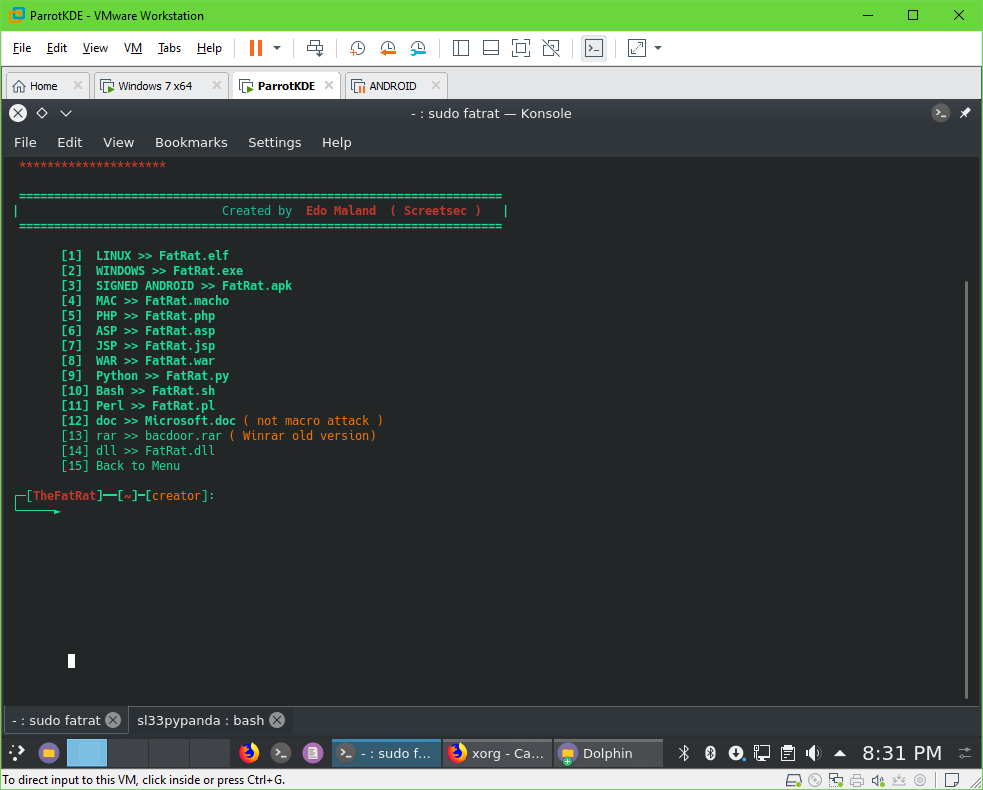 ParrotKDE - VMware Workstation
File Edit View VM Tabs Help
Home Windows 7 x64 ParrotKDE ANDROID
- : sudo fatrat — Konsole
File Edit View Bookmarks Settings Help
*********************
=====================================================================
| Created by Edo Maland ( Screetsec ) |
=====================================================================
[1] LINUX >> FatRat.elf
[2] WINDOWS >> FatRat.exe
[3] SIGNED ANDROID >> FatRat.apk
[4] MAC >> FatRat.macho
[5] PHP >> FatRat.php
[6] ASP >> FatRat.asp
[7] JSP >> FatRat.jsp
[8] WAR >> FatRat.war
[9] Python >> FatRat.py
[10] Bash >> FatRat.sh
[11] Perl >> FatRat.pl
[12] doc >> Microsoft.doc ( not macro attack )
[13] rar >> bacdoor.rar ( Winrar old version)
[14] dll >> FatRat.dll
[15] Back to Menu
┌─[TheFatRat]──[~]─[creator]:
└─────►
- : sudo fatrat sl33pypanda : bash
- : sudo f... xorg - Ca... Dolphin 8:31 PM
To direct input to this VM, click inside or press Ctrl+G.